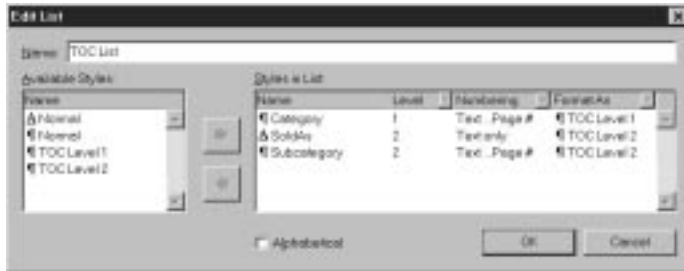 Edit List
Name: TOC List
Available Styles:
Name
A Normal
¶ Normal
¶ TOC Level 1
¶ TOC Level 2
Styles in List:
Name Level Numbering Format As
¶ Category 1 Text...Page # ¶ TOC Level 1
A SoldAs 2 Text only ¶ TOC Level 2
¶ Subcategory 2 Text...Page # ¶ TOC Level 2
Alphabetical
OK Cancel